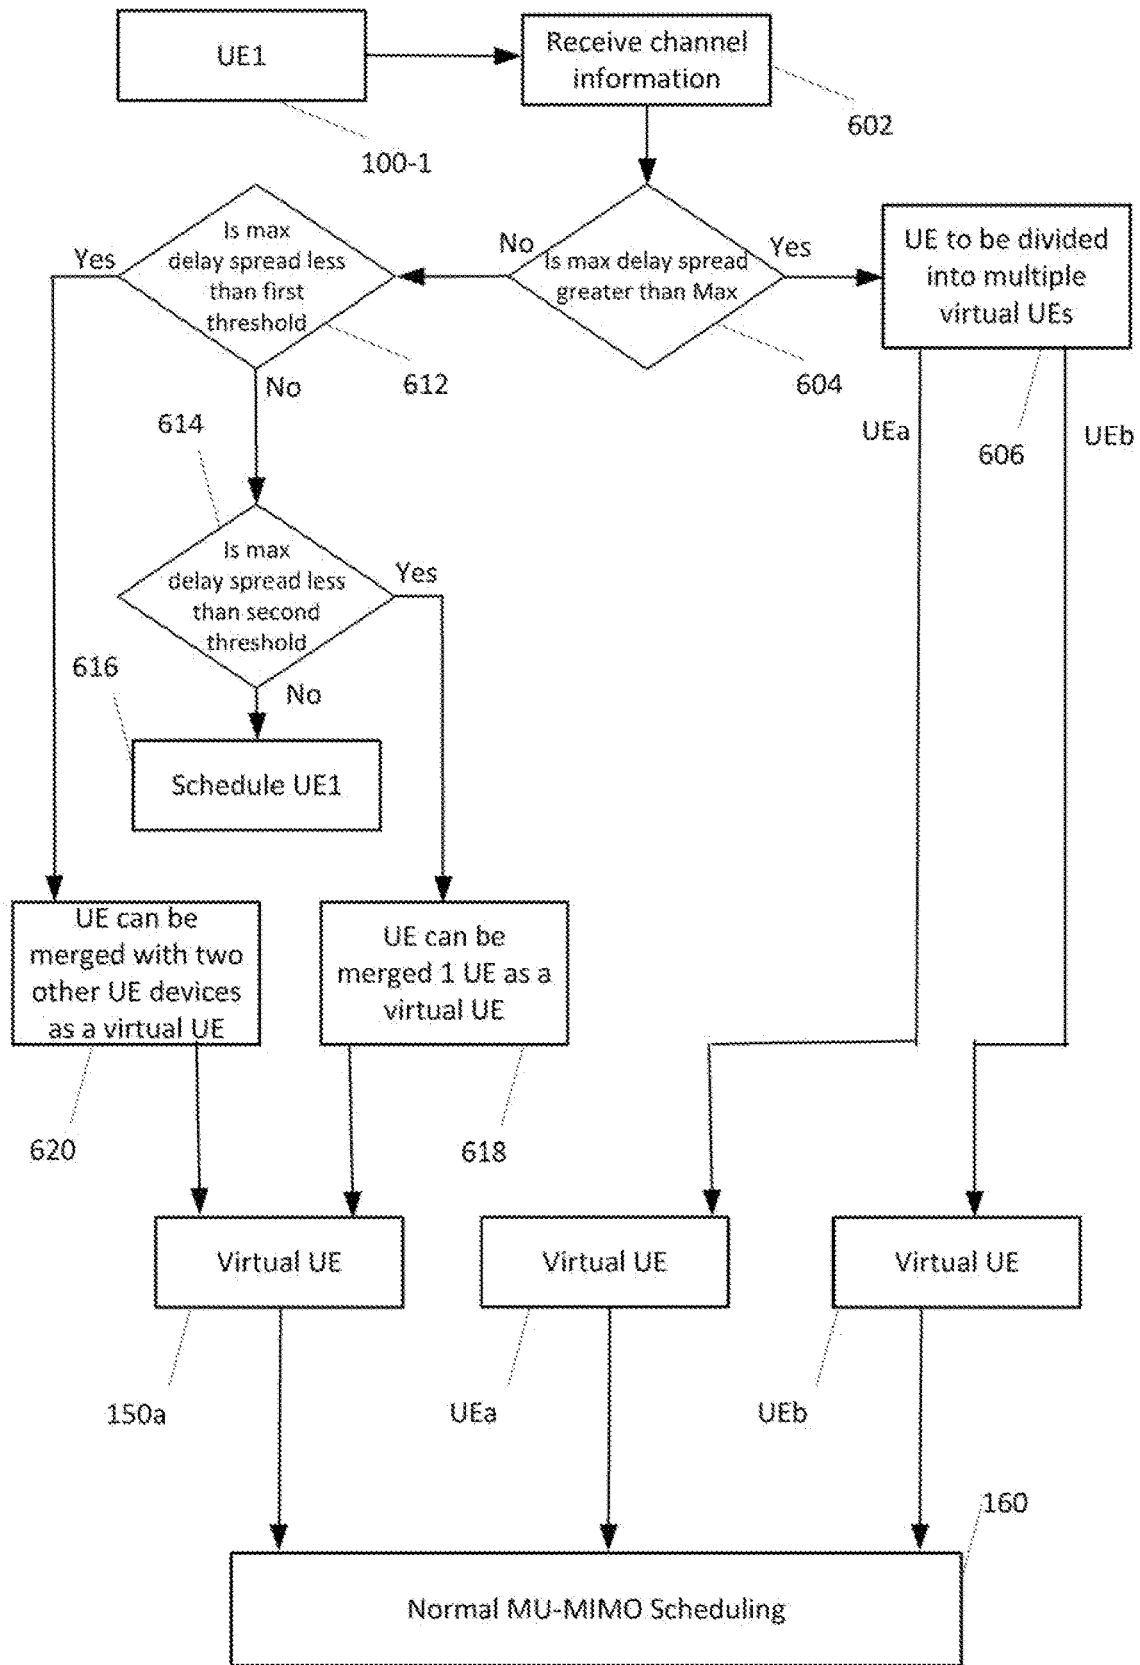 UE1
Receive channel
information
602
100-1
Is max
delay spread less
than first
threshold
Yes
No
Is max delay spread
greater than Max
Yes
UE to be divided
into multiple
virtual UEs
612
604
No
614
UEa
606
UEb
Is max
delay spread less
than second
threshold
Yes
616
No
Schedule UE1
UE can be
merged with two
other UE devices
as a virtual UE
UE can be
merged 1 UE as a
virtual UE
620
618
Virtual UE
Virtual UE
Virtual UE
150a
UEa
UEb
160
Normal MU-MIMO Scheduling